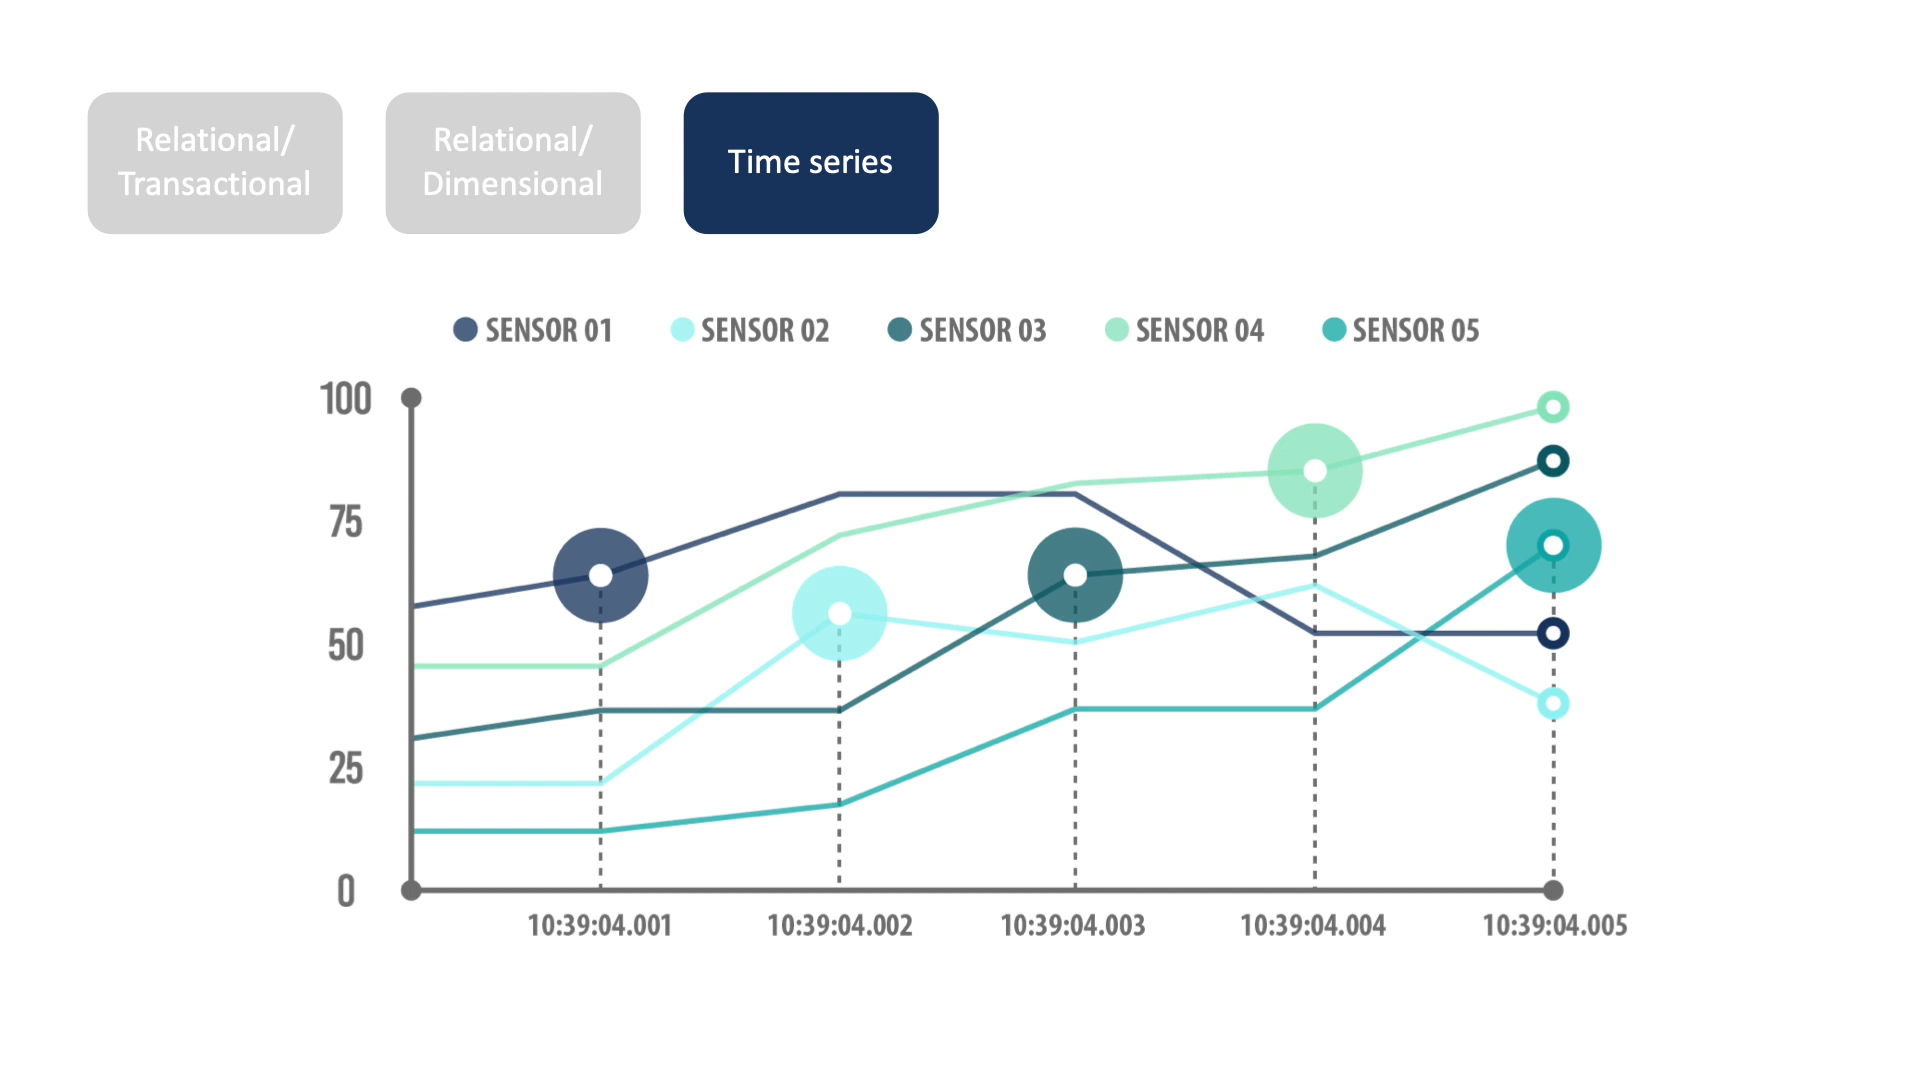 Relational/
Transactional
Relational/
Dimensional
Time series
SENSOR 01
SENSOR 02
SENSOR 03
SENSOR 04
SENSOR 05
100
75
50
25
0
10:39:04.001
10:39:04.002
10:39:04.003
10:39:04.004
10:39:04.005